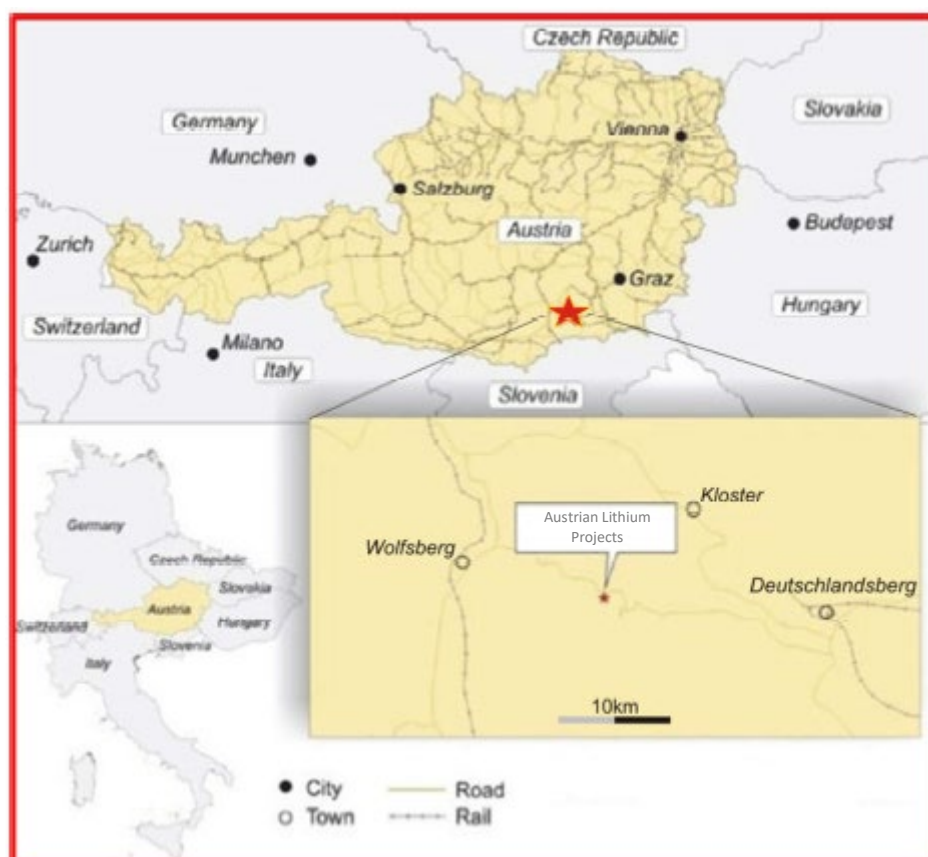 Czech Republic
Slovakia
Germany
Vienna
Munchen
Salzburg
Budapest
Austria
Zurich
Graz
Hungary
Switzerland
Milano
Italy
Slovenia
Kloster
Austrian Lithium
Projects
Wolfsberg
Deutschlandsberg
10km
Germany
Czech Republic
Slovakia
Austria
Switzerland
Hungary
Slovenia
Italy
City
Road
Town
Rail